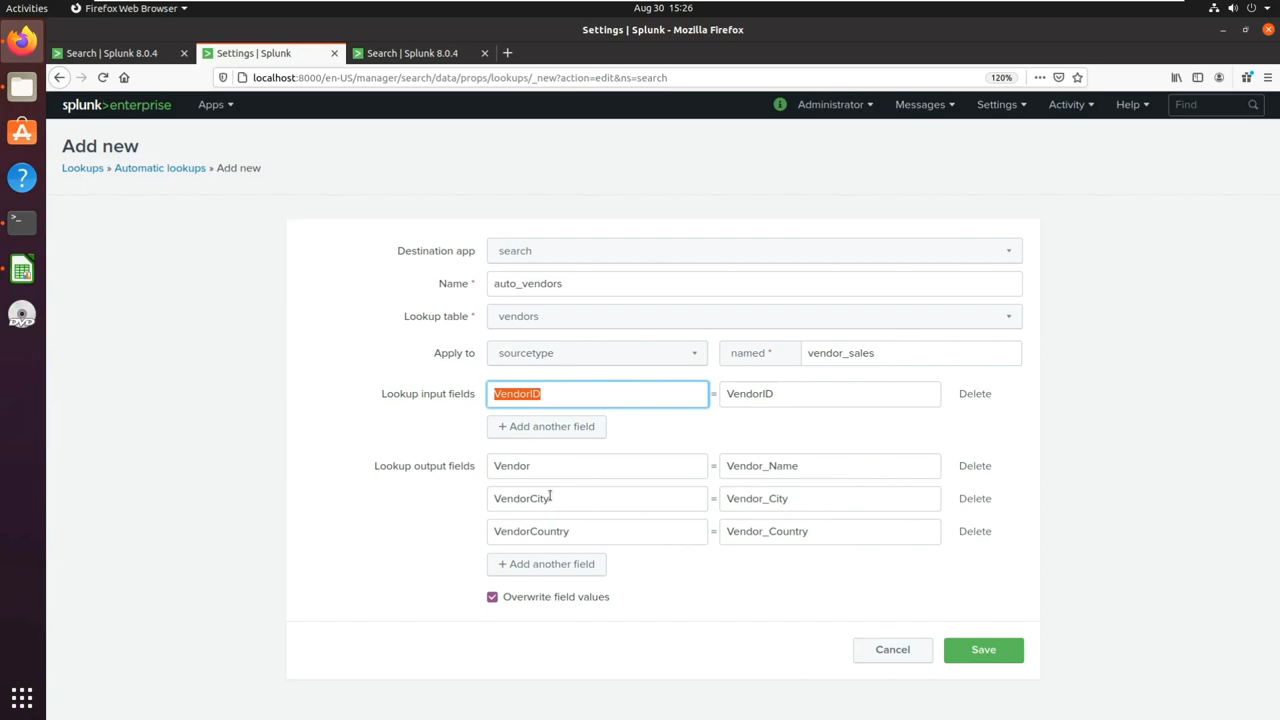 Activities Firefox Web Browser Aug 30 15:26
Settings | Splunk - Mozilla Firefox
Search | Splunk 8.0.4 Settings | Splunk Search | Splunk 8.0.4
localhost:8000/en-US/manager/search/data/props/lookups/_new?action=edit&ns=search 120%
splunk>enterprise Apps Administrator Messages Settings Activity Help Find
Add new
Lookups » Automatic lookups » Add new
Destination app search
Name * auto_vendors
Lookup table * vendors
Apply to sourcetype named * vendor_sales
Lookup input fields VendorID = VendorID Delete
+ Add another field
Lookup output fields Vendor = Vendor_Name Delete
VendorCity = Vendor_City Delete
VendorCountry = Vendor_Country Delete
+ Add another field
Overwrite field values
Cancel Save
DVD